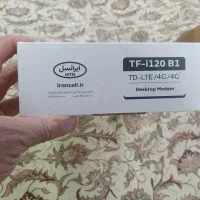 ایرانسل
MTN
irancell.ir
TF-i120 B1
TD-LTE/4G/4G⁺
Desktop Modem